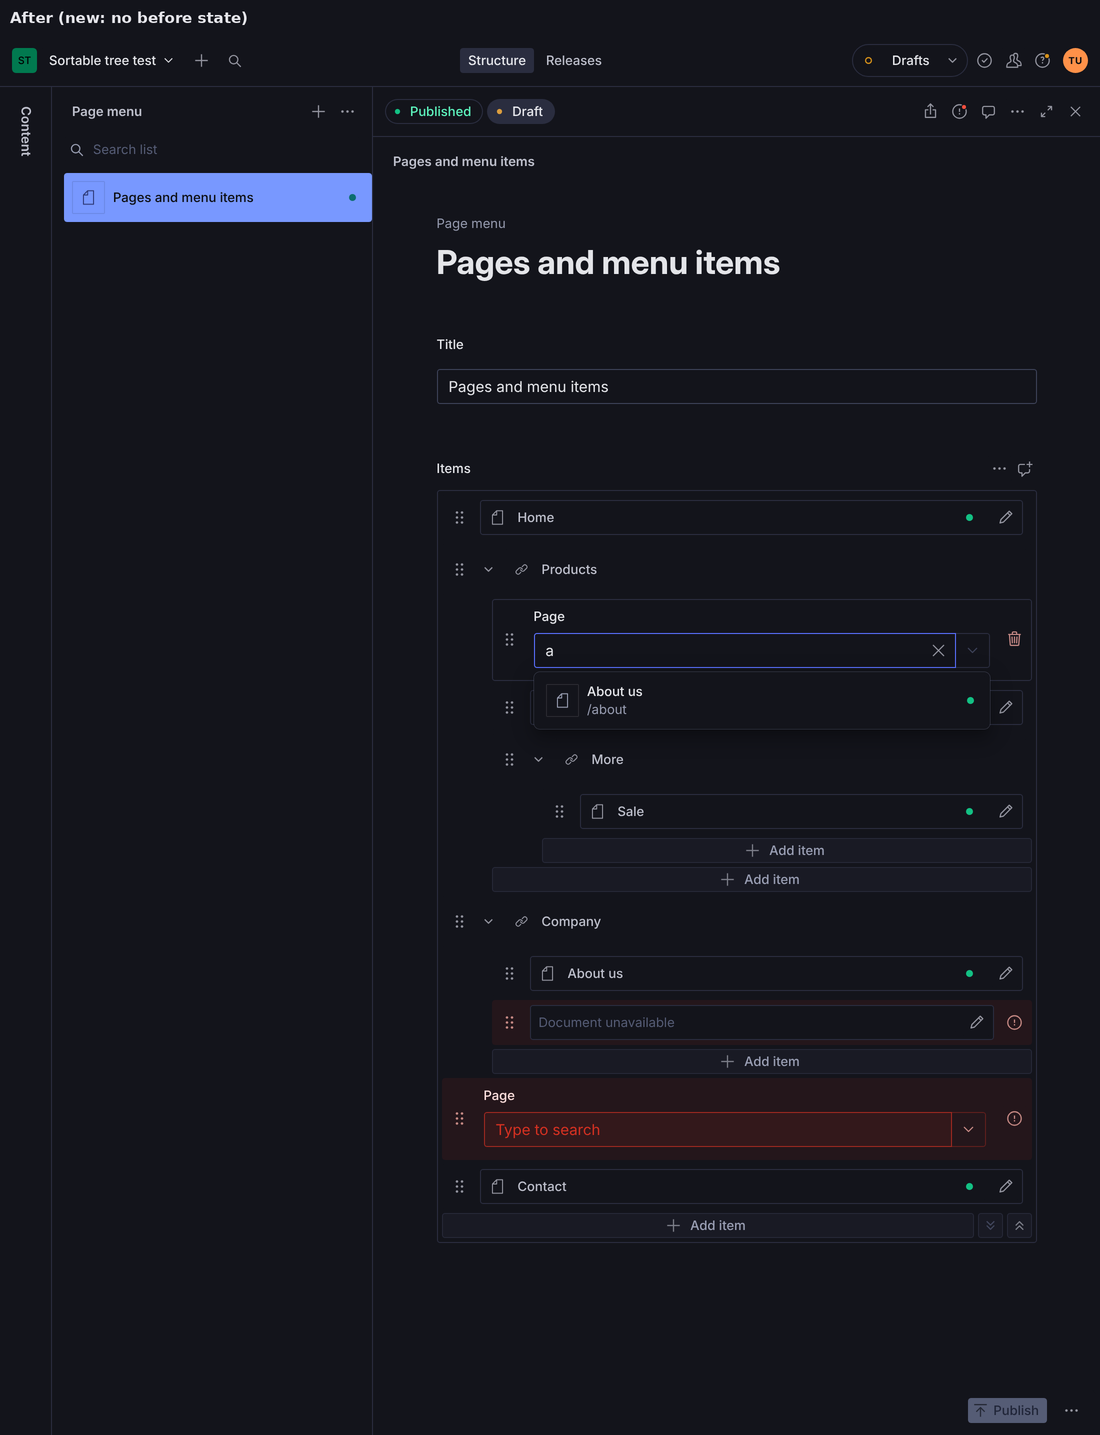 After (new: no before state)
ST
Sortable tree test
Structure
Releases
Drafts
TU
Content
Page menu
Search list
Pages and menu items
Published
Draft
Pages and menu items
Page menu
Pages and menu items
Title
Pages and menu items
Items
Home
Products
Page
a
About us
/about
More
Sale
Add item
Add item
Company
About us
Document unavailable
Add item
Page
Type to search
Contact
Add item
Publish